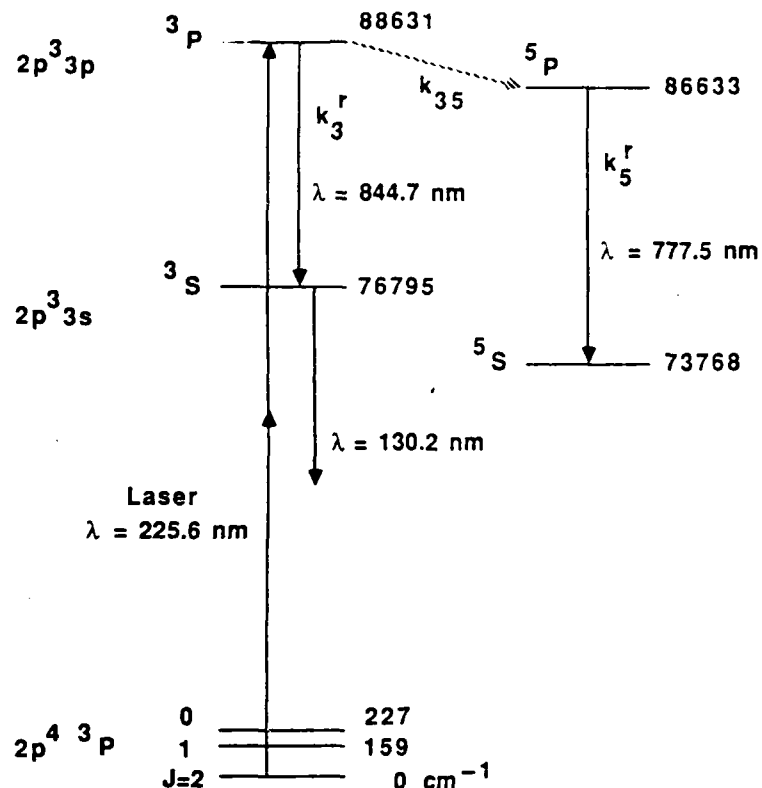 ³P 88631
2p³3p
⁵P
86633
k₃₅
k₃ʳ
k₅ʳ
λ = 844.7 nm
λ = 777.5 nm
³S 76795
2p³3s
⁵S 73768
λ = 130.2 nm
Laser
λ = 225.6 nm
0 227
2p⁴ ³P 1 159
J=2 0 cm⁻¹